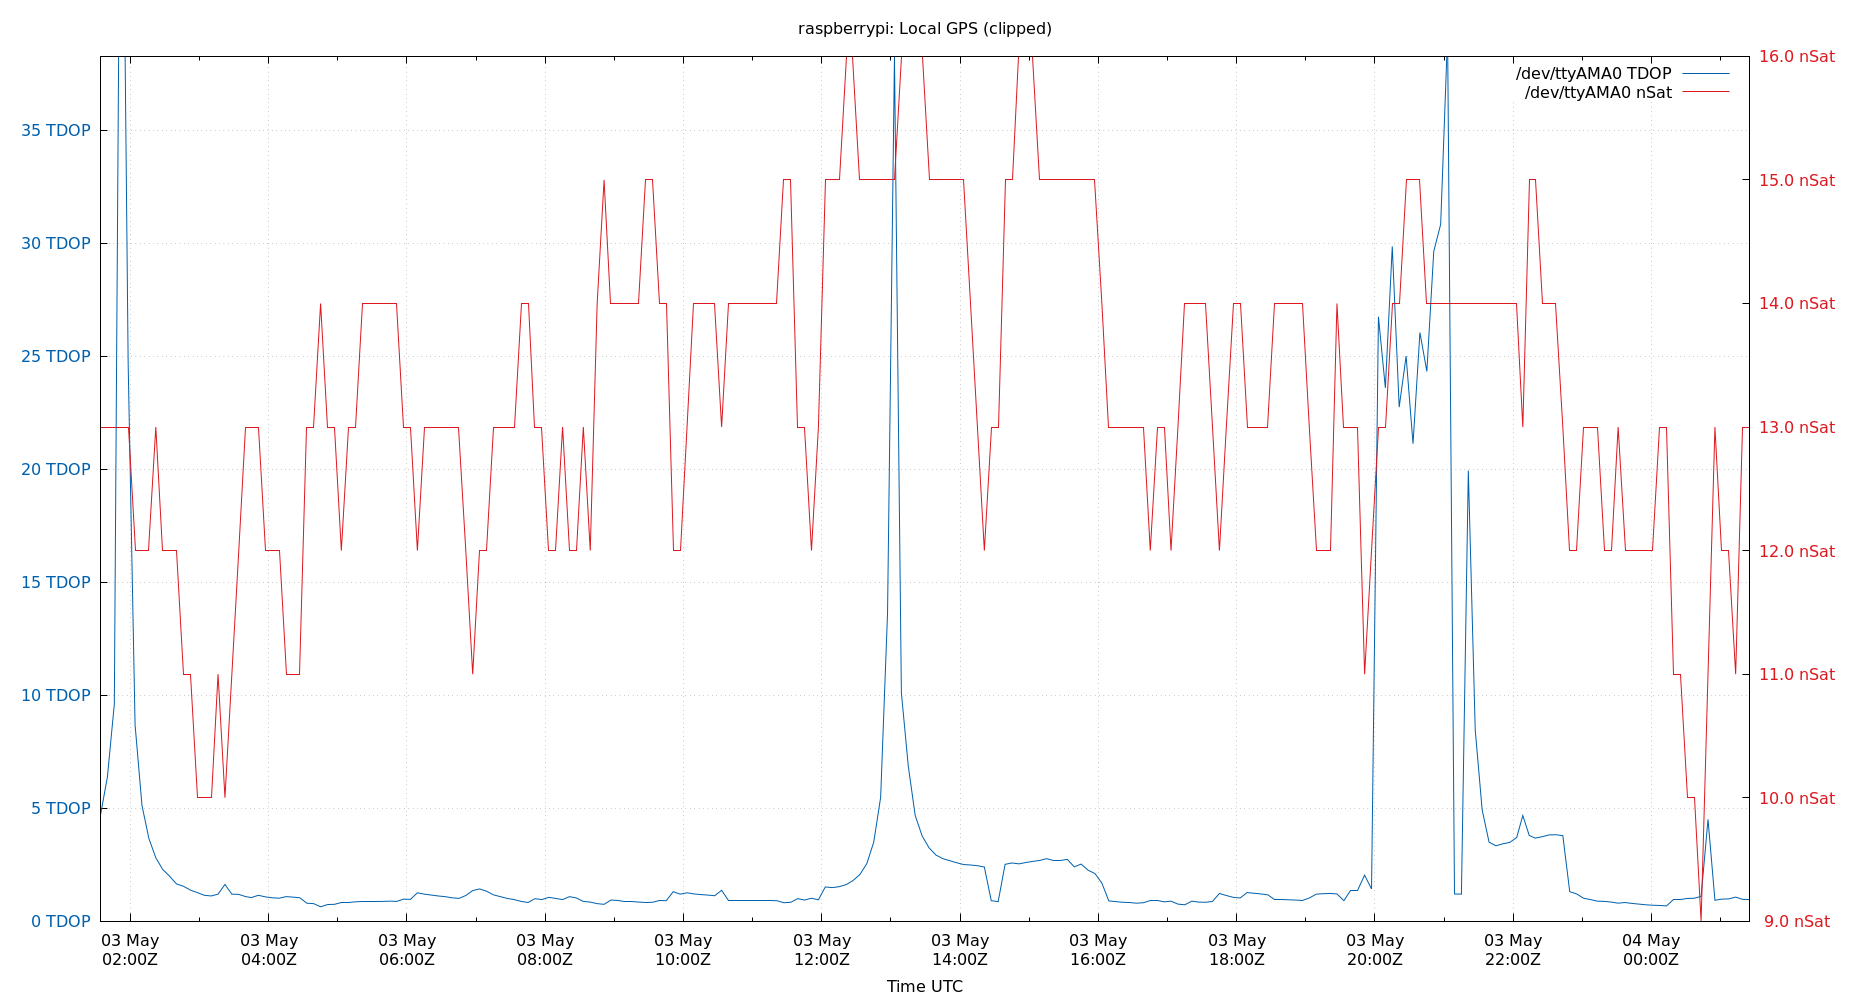 raspberrypi: Local GPS (clipped)
/dev/ttyAMA0 TDOP
/dev/ttyAMA0 nSat
35 TDOP
30 TDOP
25 TDOP
20 TDOP
15 TDOP
10 TDOP
5 TDOP
0 TDOP
16.0 nSat
15.0 nSat
14.0 nSat
13.0 nSat
12.0 nSat
11.0 nSat
10.0 nSat
9.0 nSat
03 May 03 May 03 May 03 May 03 May 03 May 03 May 03 May 03 May 03 May 03 May 04 May
02:00Z 04:00Z 06:00Z 08:00Z 10:00Z 12:00Z 14:00Z 16:00Z 18:00Z 20:00Z 22:00Z 00:00Z
Time UTC